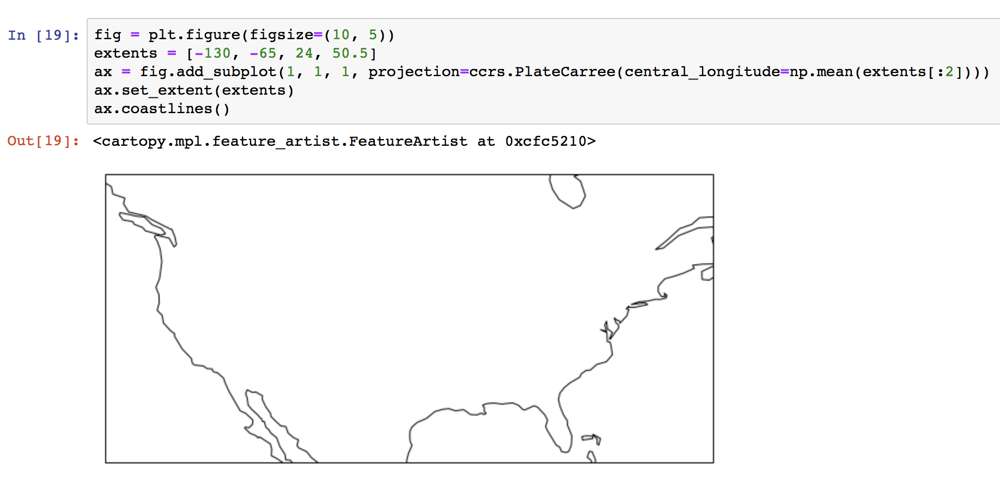 In [19]: fig = plt.figure(figsize=(10, 5))
extents = [-130, -65, 24, 50.5]
ax = fig.add_subplot(1, 1, 1, projection=ccrs.PlateCarree(central_longitude=np.mean(extents[:2])))
ax.set_extent(extents)
ax.coastlines()
Out[19]: <cartopy.mpl.feature_artist.FeatureArtist at 0xcfc5210>